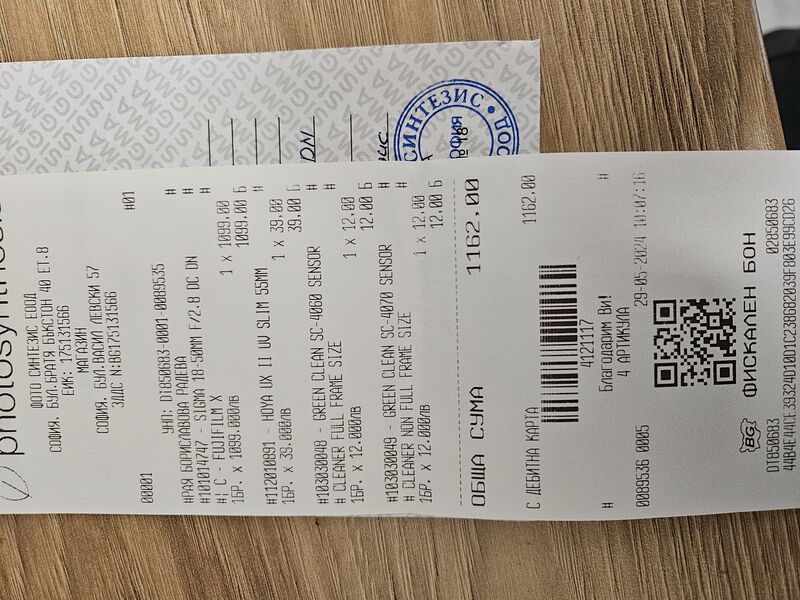 photosynthesis
ФОТО СИНТЕЗИС ЕООД
СОФИЯ, БУЛ.БРАТЯ БЪКСТОН 40 ЕТ.8
ЕИК: 175131566
МАГАЗИН
СОФИЯ, БУЛ.ВАСИЛ ЛЕВСКИ 57
ЗДДС N:BG175131566
00001 #01
УНП: DT850683-0001-0089535
#РАЯ БОРИСЛАВОВА РАДЕВА #
#101014747 - SIGMA 18-50MM F/2.8 DC DN #
#¦ C - FUJIFILM X #
1БР. X 1099.000ЛВ 1 x 1099.00
1099.00 Б
#112010891 - HOYA UX II UV SLIM 55MM #
1БР. X 39.000ЛВ 1 x 39.00
39.00 Б
#103030048 - GREEN CLEAN SC-4060 SENSOR #
# CLEANER FULL FRAME SIZE #
1БР. X 12.000ЛВ 1 x 12.00
12.00 Б
#103030049 - GREEN CLEAN SC-4070 SENSOR #
# CLEANER NON FULL FRAME SIZE #
1БР. X 12.000ЛВ 1 x 12.00
12.00 Б
ОБЩА СУМА 1162,00
С ДЕБИТНА КАРТА 1162.00
4121117
# Благодарим Ви! #
0089536 0005 4 АРТИКУЛА 29-05-2024 10:07:16
BG ФИСКАЛЕН БОН
DT850683 02850683
SIGMA
СИНТЕЗИС
СОФИЯ
№ 18
DN